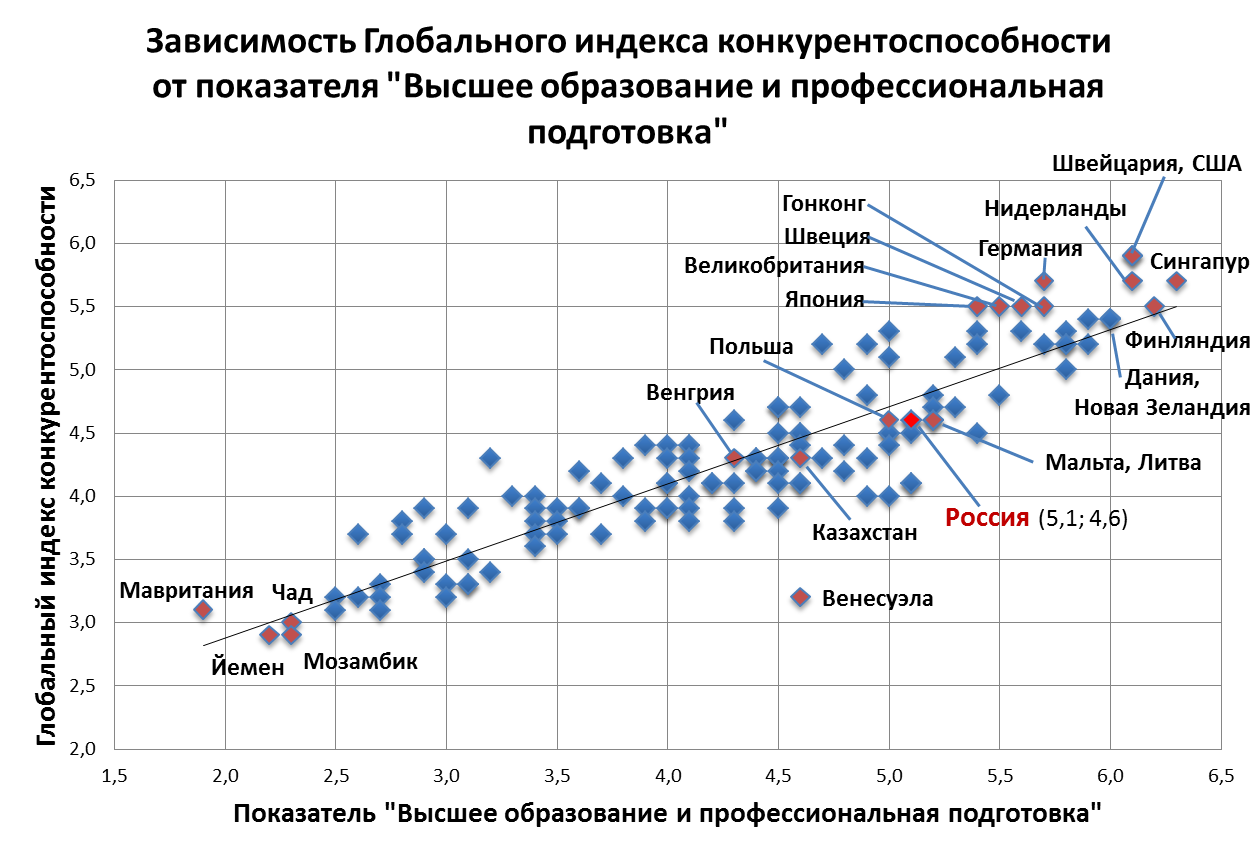 Зависимость Глобального индекса конкурентоспособности
от показателя "Высшее образование и профессиональная
подготовка"
Швейцария, США
6,5
Гонконг
Нидерланды
Швеция
Германия
6,0
Великобритания
Сингапур
Япония
5,5
Польша
Финляндия
5,0
Венгрия
Дания,
Новая Зеландия
4,5
Мальта, Литва
4,0
Россия (5,1; 4,6)
Казахстан
3,5
Мавритания
Чад
Венесуэла
3,0
Йемен
Мозамбик
2,5
2,0
Глобальный индекс конкурентоспособности
1,5 2,0 2,5 3,0 3,5 4,0 4,5 5,0 5,5 6,0 6,5
Показатель "Высшее образование и профессиональная подготовка"